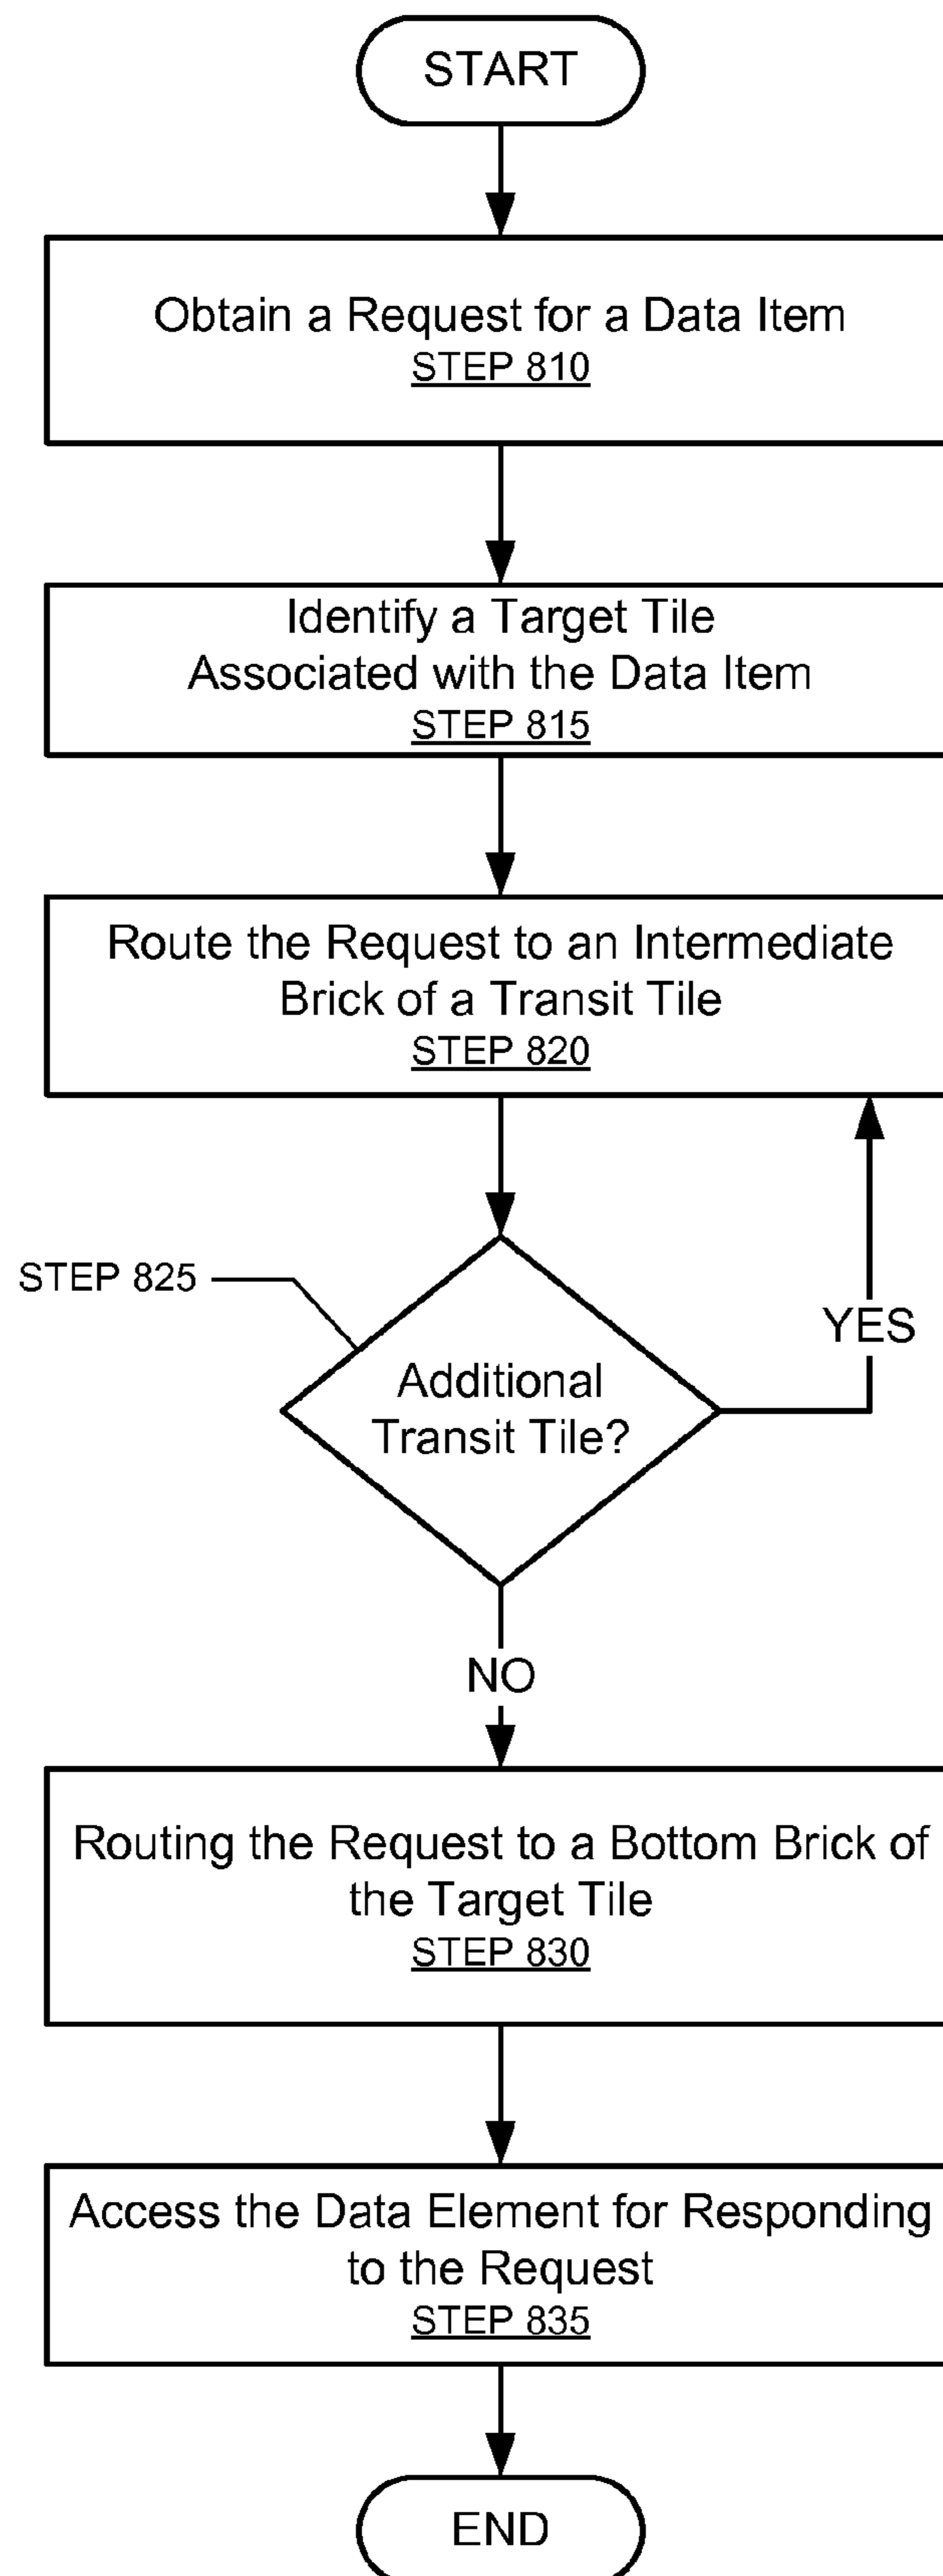 START
Obtain a Request for a Data Item
STEP 810
Identify a Target Tile
Associated with the Data Item
STEP 815
Route the Request to an Intermediate
Brick of a Transit Tile
STEP 820
STEP 825
YES
Additional
Transit Tile?
NO
Routing the Request to a Bottom Brick of
the Target Tile
STEP 830
Access the Data Element for Responding
to the Request
STEP 835
END